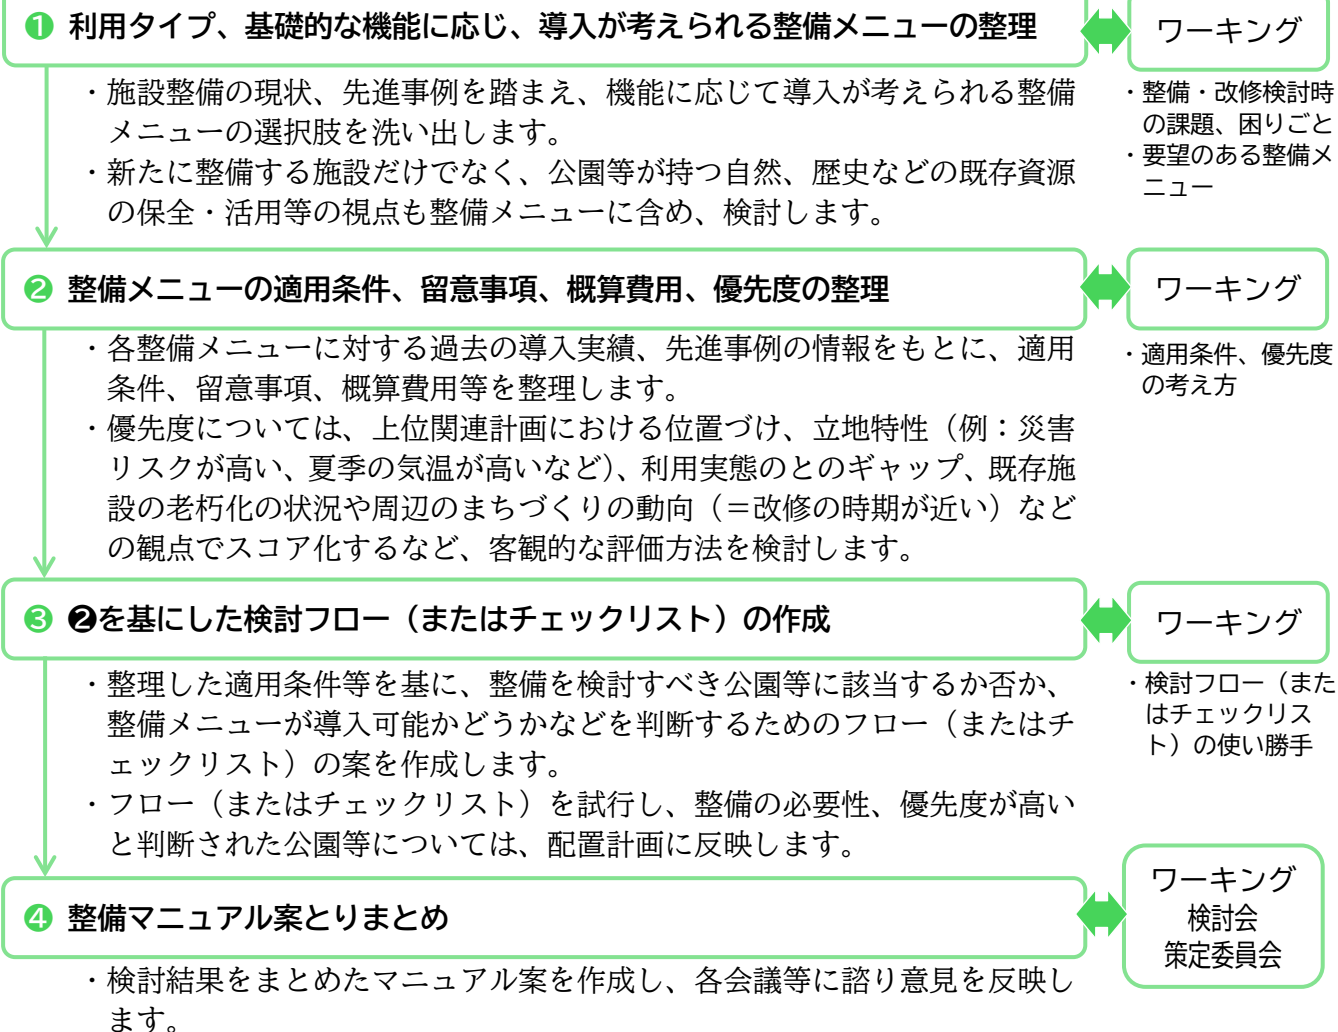 ❶ 利用タイプ、基礎的な機能に応じ、導入が考えられる整備メニューの整理
ワーキング
・施設整備の現状、先進事例を踏まえ、機能に応じて導入が考えられる整備
メニューの選択肢を洗い出します。
・新たに整備する施設だけでなく、公園等が持つ自然、歴史などの既存資源
の保全・活用等の視点も整備メニューに含め、検討します。
・整備・改修検討時
の課題、困りごと
・要望のある整備メ
ニュー
❷ 整備メニューの適用条件、留意事項、概算費用、優先度の整理
ワーキング
・各整備メニューに対する過去の導入実績、先進事例の情報をもとに、適用
条件、留意事項、概算費用等を整理します。
・優先度については、上位関連計画における位置づけ、立地特性（例：災害
リスクが高い、夏季の気温が高いなど）、利用実態のとのギャップ、既存施
設の老朽化の状況や周辺のまちづくりの動向（＝改修の時期が近い）など
の観点でスコア化するなど、客観的な評価方法を検討します。
・適用条件、優先度
の考え方
❸ ❷を基にした検討フロー（またはチェックリスト）の作成
ワーキング
・整理した適用条件等を基に、整備を検討すべき公園等に該当するか否か、
整備メニューが導入可能かどうかなどを判断するためのフロー（またはチ
ェックリスト）の案を作成します。
・フロー（またはチェックリスト）を試行し、整備の必要性、優先度が高い
と判断された公園等については、配置計画に反映します。
・検討フロー（また
はチェックリス
ト）の使い勝手
❹ 整備マニュアル案とりまとめ
ワーキング
検討会
策定委員会
・検討結果をまとめたマニュアル案を作成し、各会議等に諮り意見を反映し
ます。